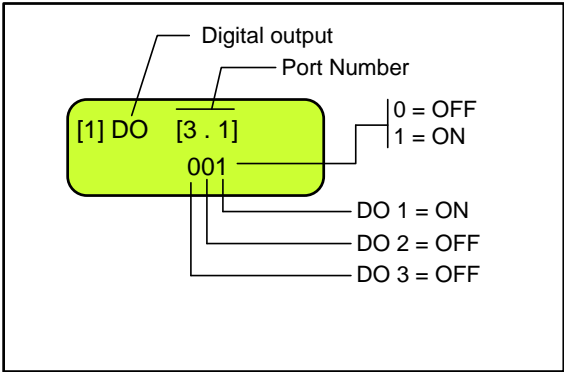 Digital output
Port Number
[1] DO [3 . 1]
001
0 = OFF
1 = ON
DO 1 = ON
DO 2 = OFF
DO 3 = OFF